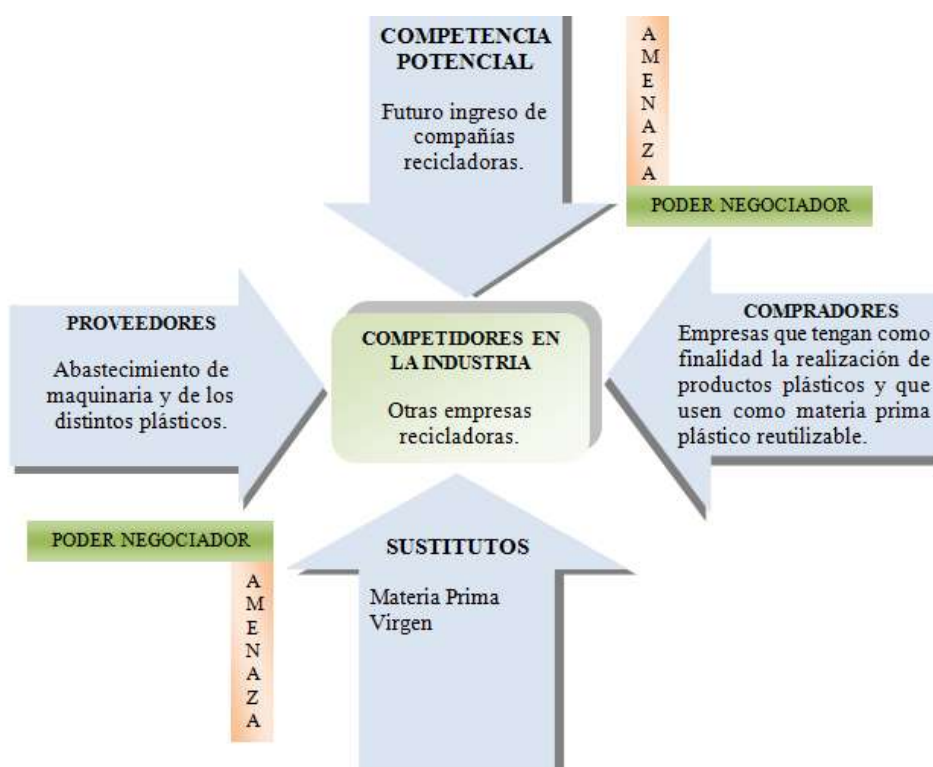 COMPETENCIA
POTENCIAL
Futuro ingreso de
compañías
recicladoras.
A
M
E
N
A
Z
A
PODER NEGOCIADOR
PROVEEDORES
Abastecimiento de
maquinaria y de los
distintos plásticos.
COMPETIDORES EN
LA INDUSTRIA
Otras empresas
recicladoras.
COMPRADORES
Empresas que tengan como
finalidad la realización de
productos plásticos y que
usen como materia prima
plástico reutilizable.
PODER NEGOCIADOR
A
M
E
N
A
Z
A
SUSTITUTOS
Materia Prima
Virgen